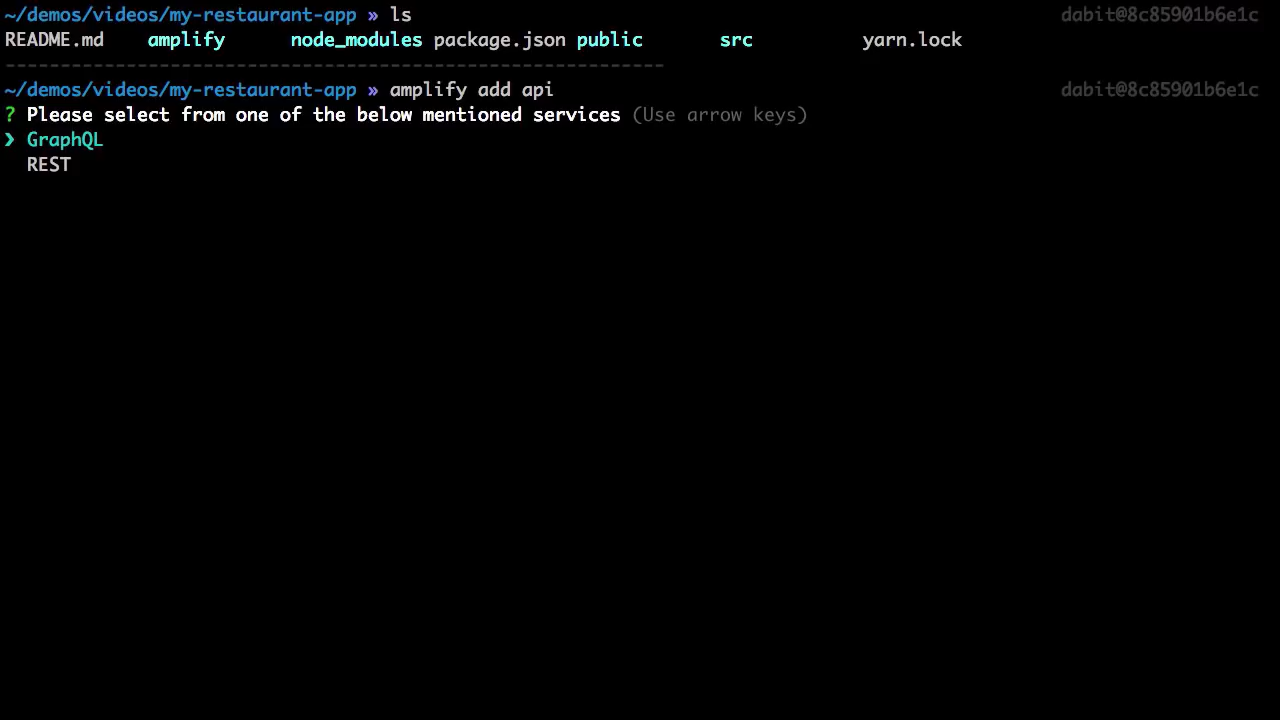 ~/demos/videos/my-restaurant-app » ls dabit@8c85901b6e1c
README.md amplify node_modules package.json public src yarn.lock
------------------------------------------------------------
~/demos/videos/my-restaurant-app » amplify add api dabit@8c85901b6e1c
? Please select from one of the below mentioned services (Use arrow keys)
❯ GraphQL
REST